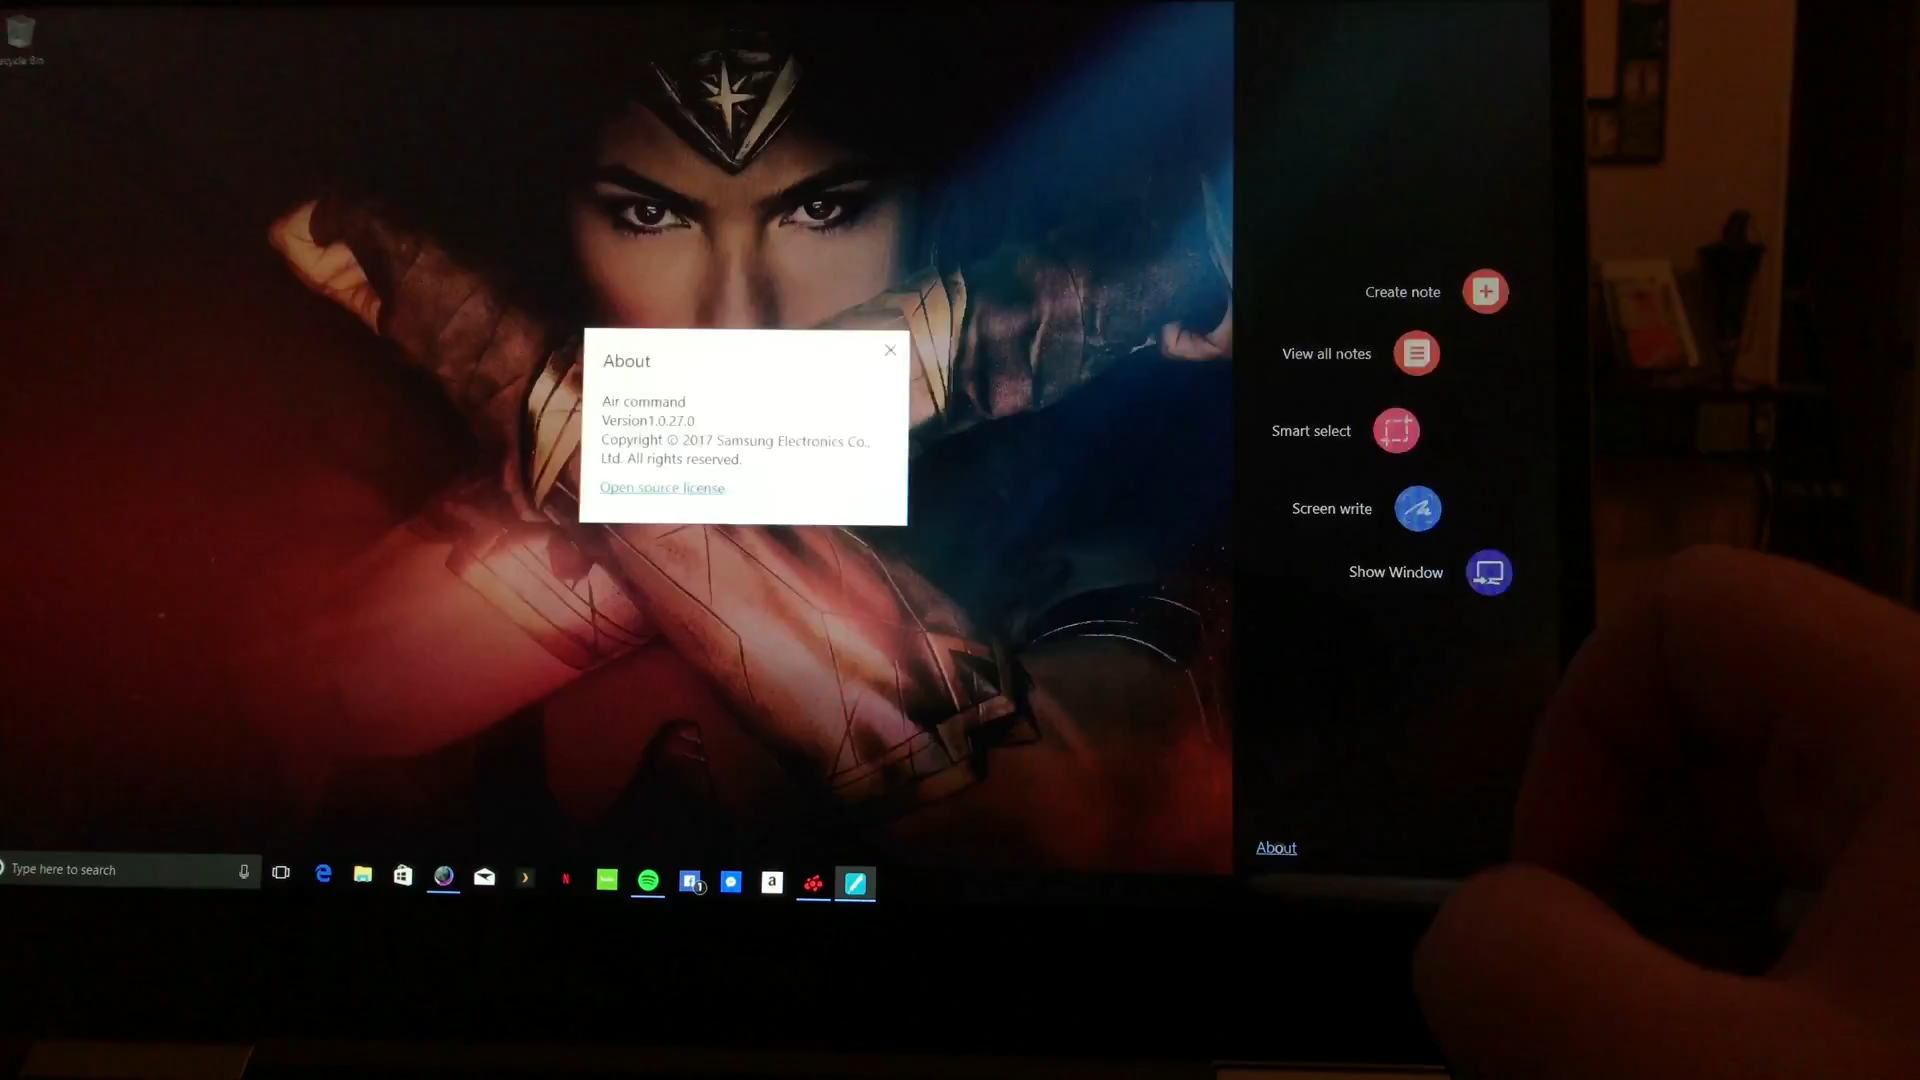 About
Air command
Version1.0.27.0
Copyright © 2017 Samsung Electronics Co.,
Ltd. All rights reserved.
Open source license
Create note
View all notes
Smart select
Screen write
Show Window
About
Type here to search